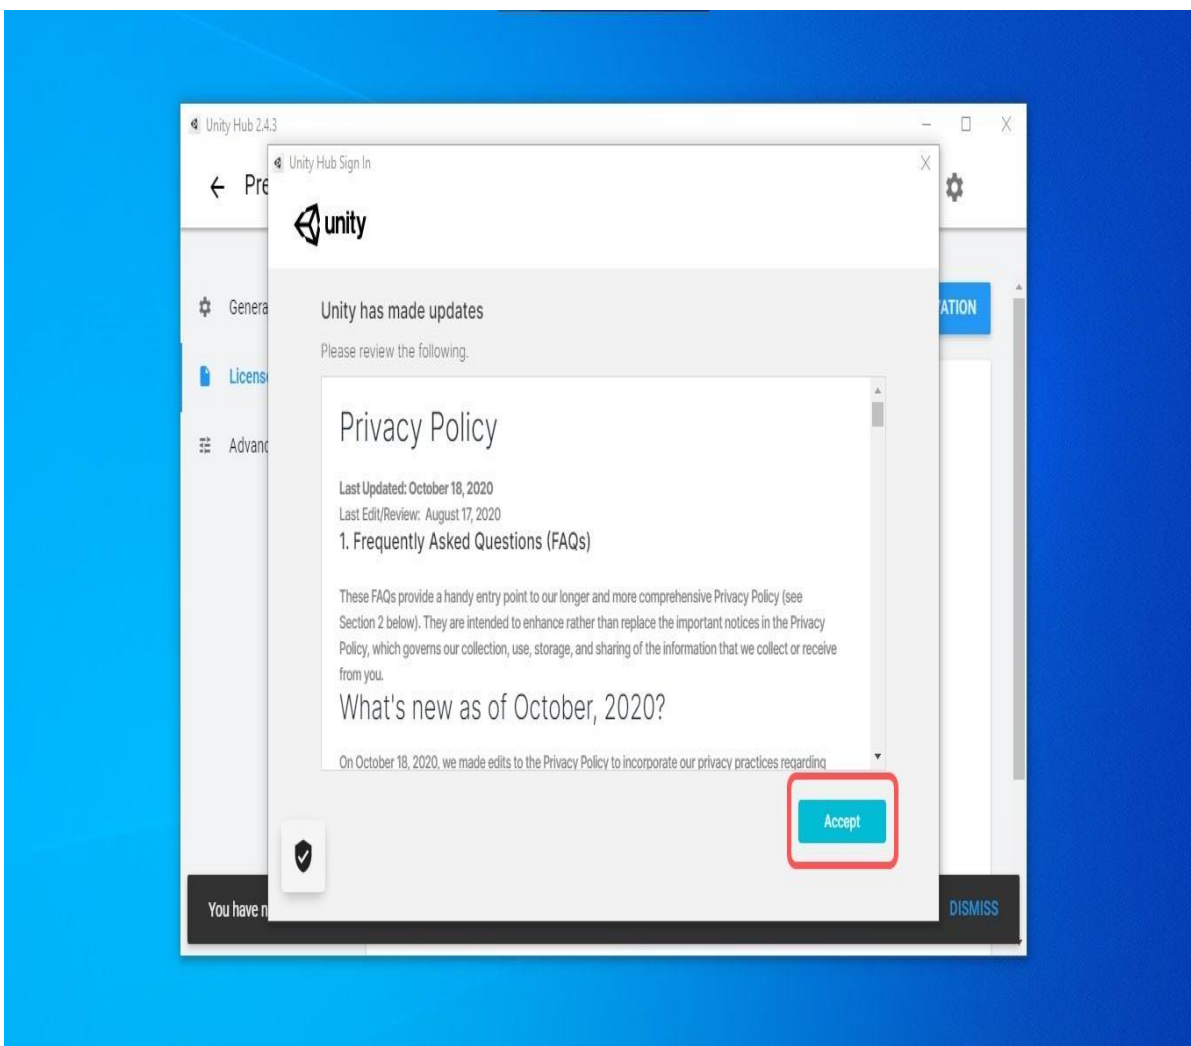 Unity Hub 2.4.3
Unity Hub Sign In
Pre
unity
Unity has made updates
Please review the following.
Genera
ATION
Licens
Advanc
Privacy Policy
Last Updated: October 18, 2020
Last Edit/Review: August 17, 2020
1. Frequently Asked Questions (FAQs)
These FAQs provide a handy entry point to our longer and more comprehensive Privacy Policy (see
Section 2 below). They are intended to enhance rather than replace the important notices in the Privacy
Policy, which governs our collection, use, storage, and sharing of the information that we collect or receive
from you.
What's new as of October, 2020?
On October 18, 2020, we made edits to the Privacy Policy to incorporate our privacy practices regarding
Accept
You have n
DISMISS